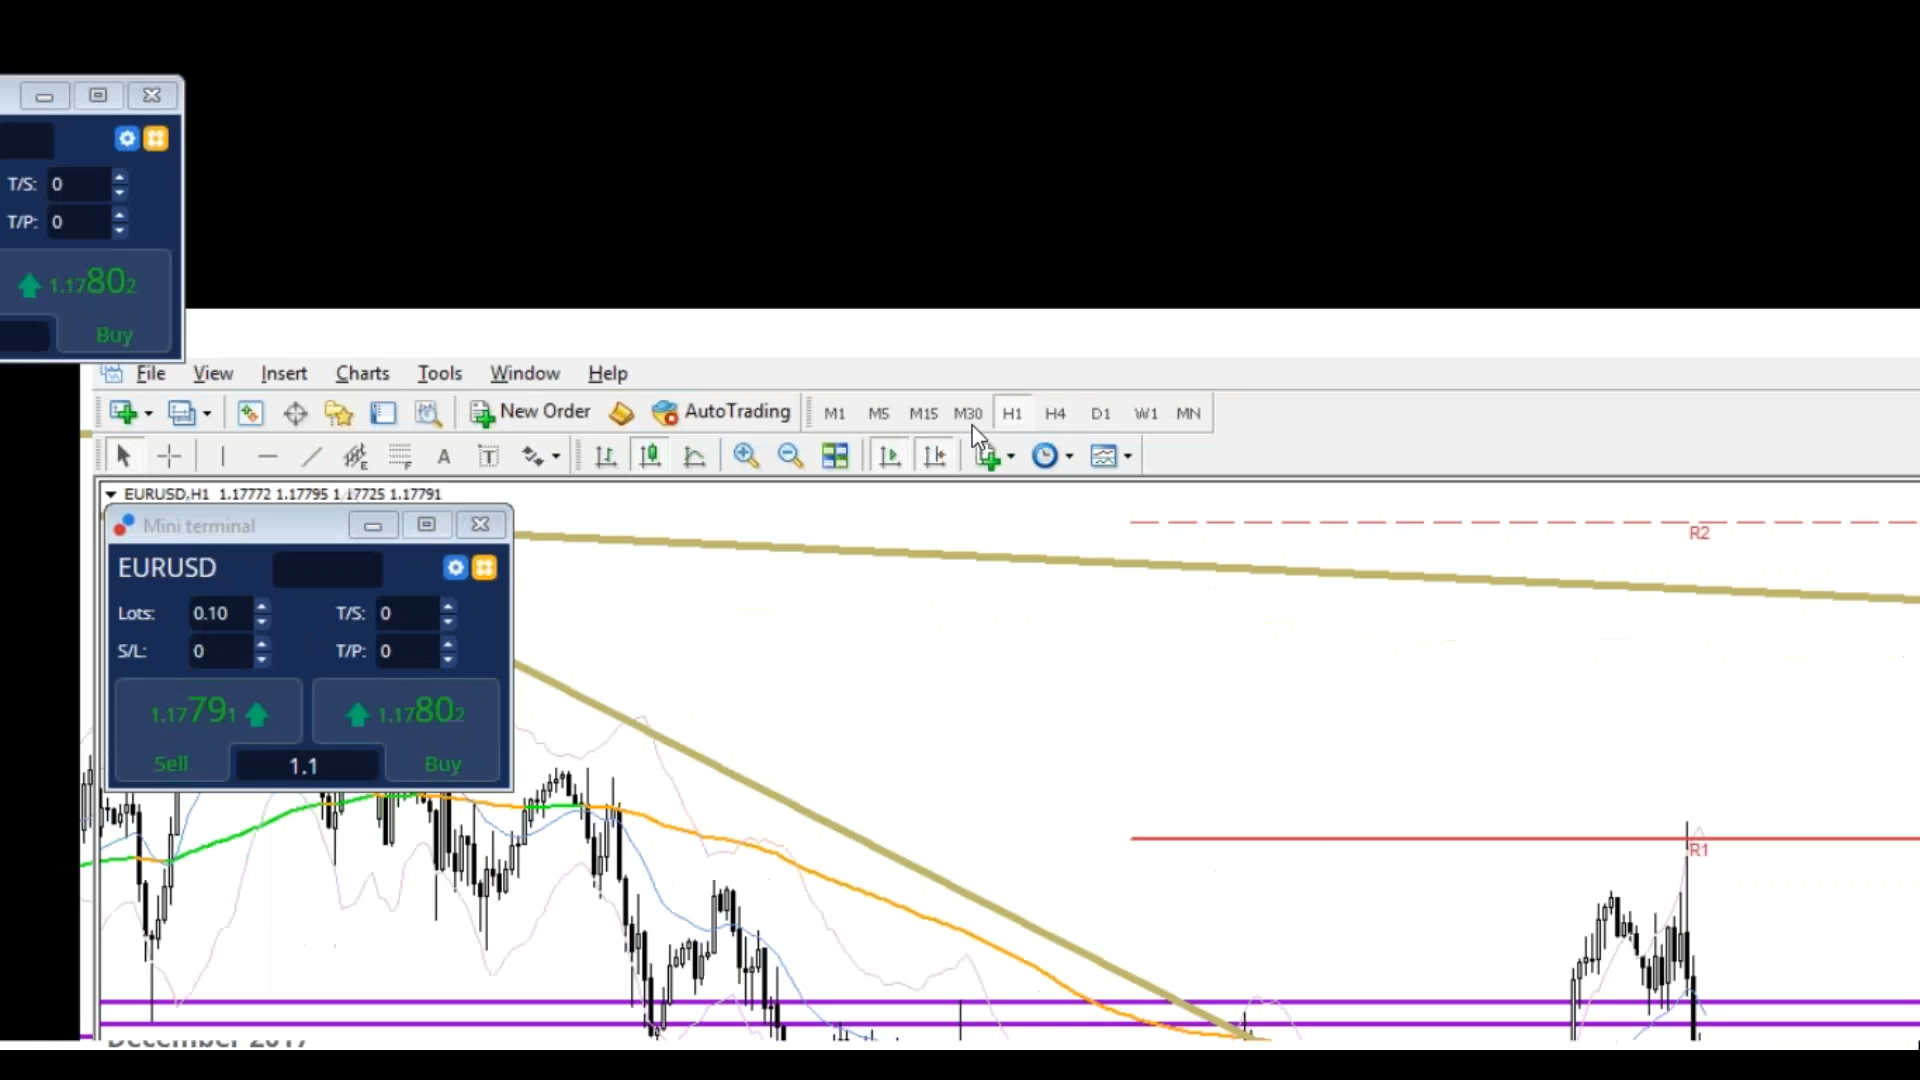 T/S: 0
T/P: 0
1.17802
Buy
File View Insert Charts Tools Window Help
New Order AutoTrading M1 M5 M15 M30 H1 H4 D1 W1 MN
E F A T
EURUSD,H1 1.17772 1.17795 1.17725 1.17791
R2
Mini terminal
EURUSD
Lots: 0.10 T/S: 0
S/L: 0 T/P: 0
1.17791 1.17802
Sell 1.1 Buy
R1
December 2017